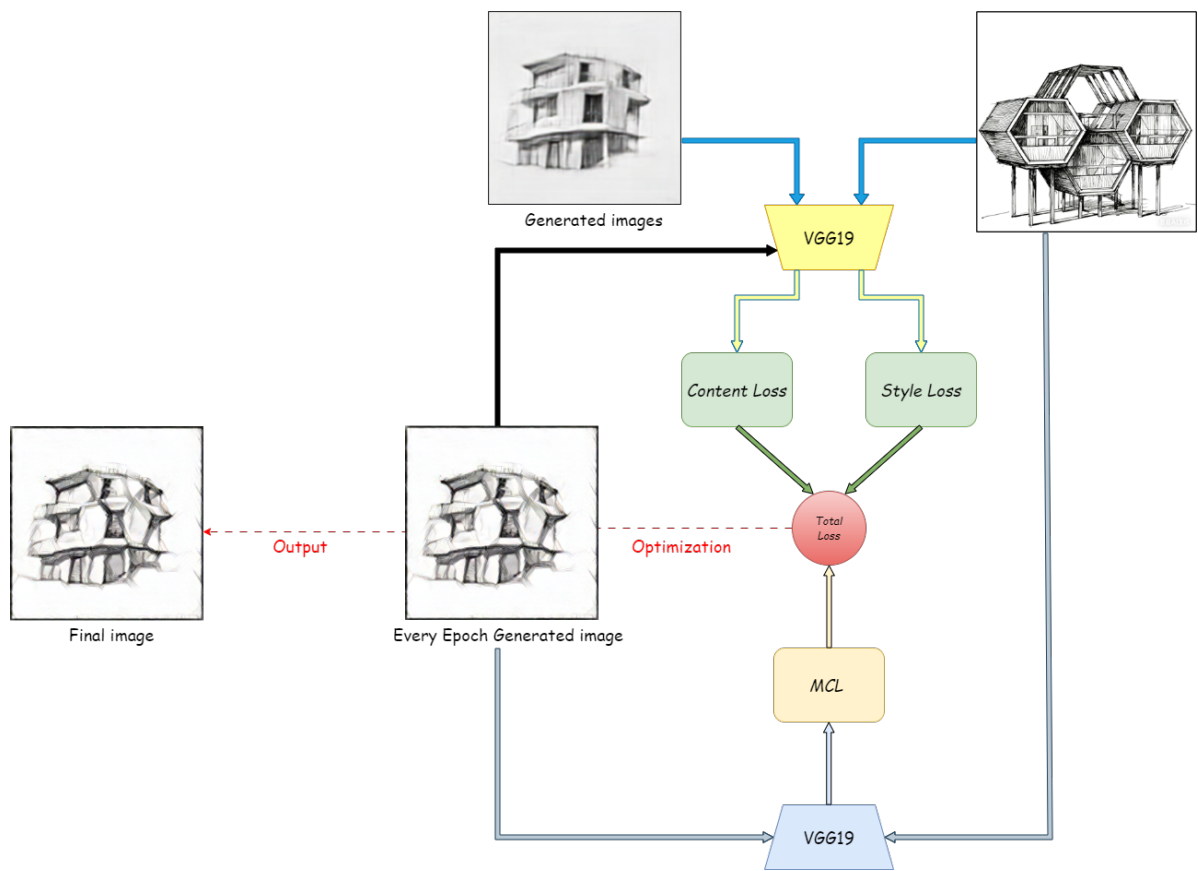 Generated images
VGG19
Content Loss
Style Loss
Total
Loss
Optimization
Output
Final image
Every Epoch Generated image
MCL
VGG19